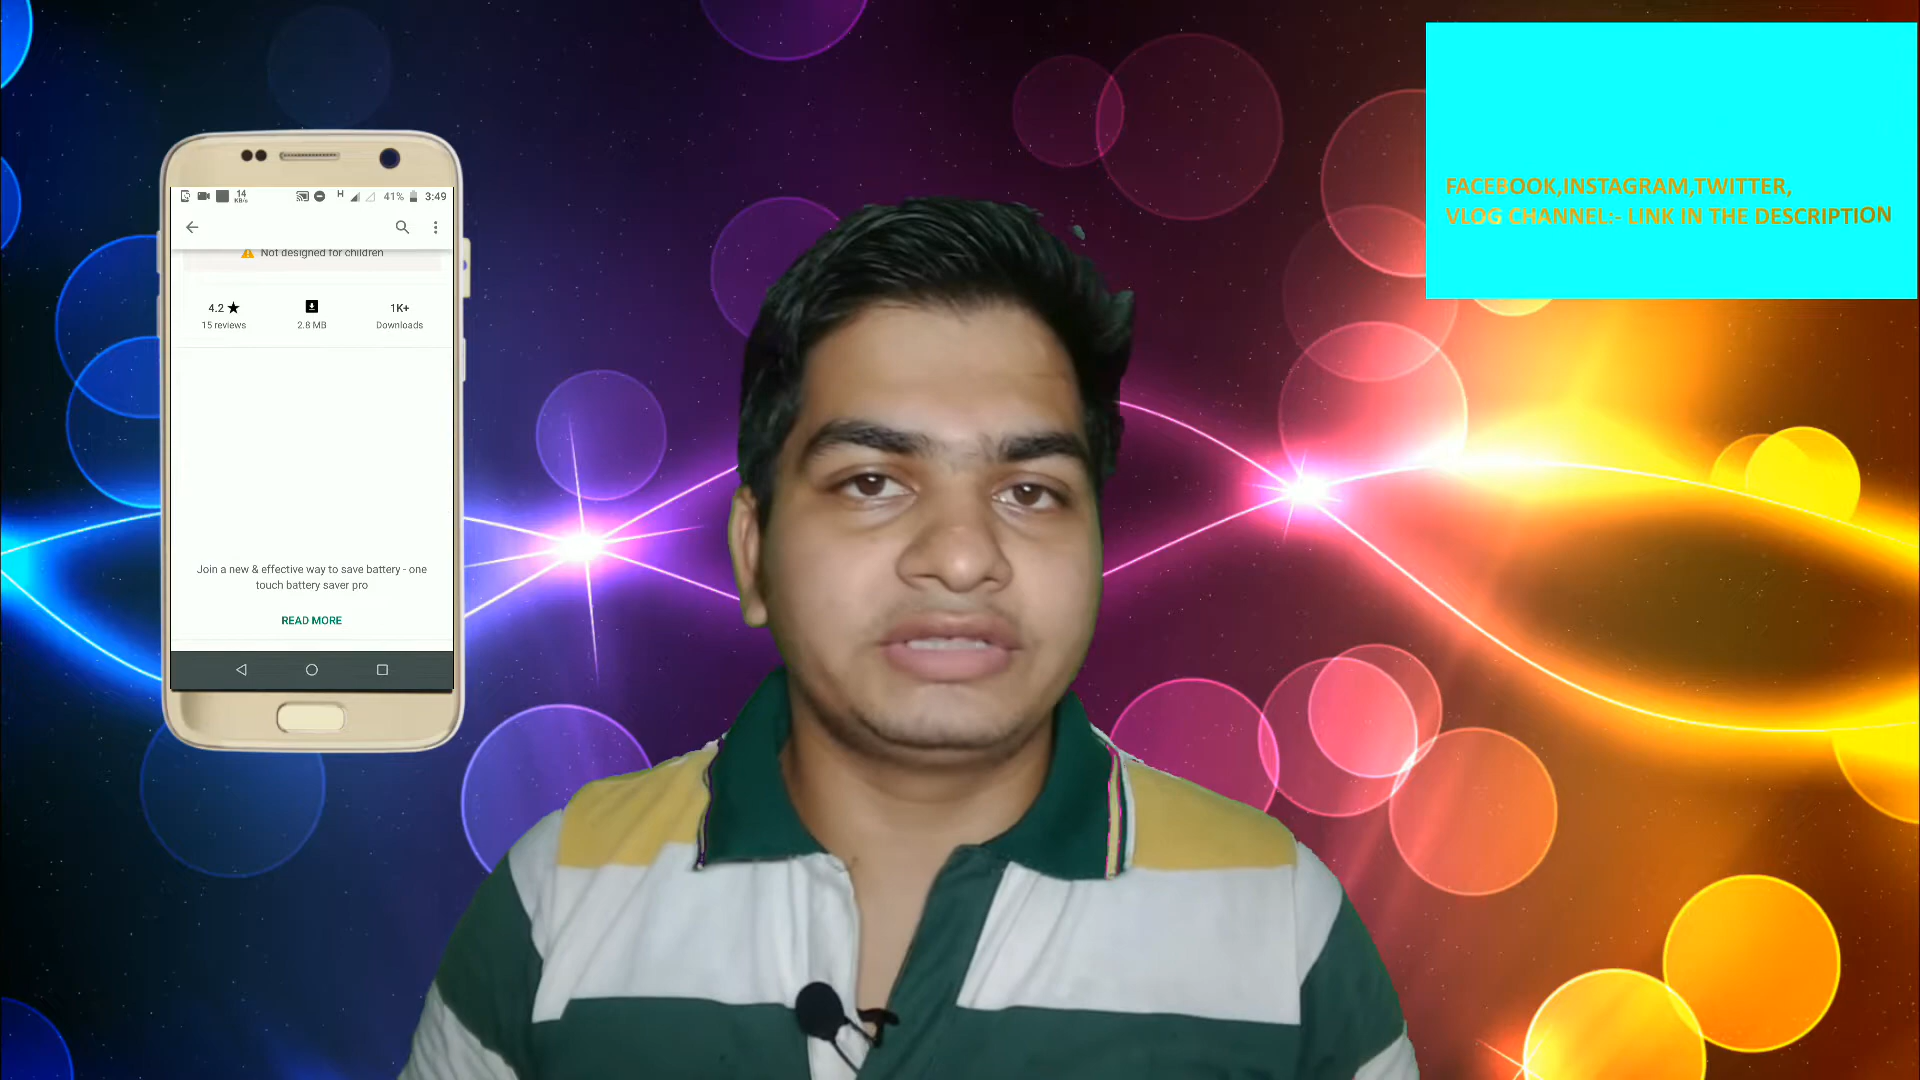 14
KB/s
H
41%
3:49
Not designed for children
4.2 ★
15 reviews
2.8 MB
1K+
Downloads
Join a new & effective way to save battery - one
touch battery saver pro
READ MORE
FACEBOOK,INSTAGRAM,TWITTER,
VLOG CHANNEL:- LINK IN THE DESCRIPTION